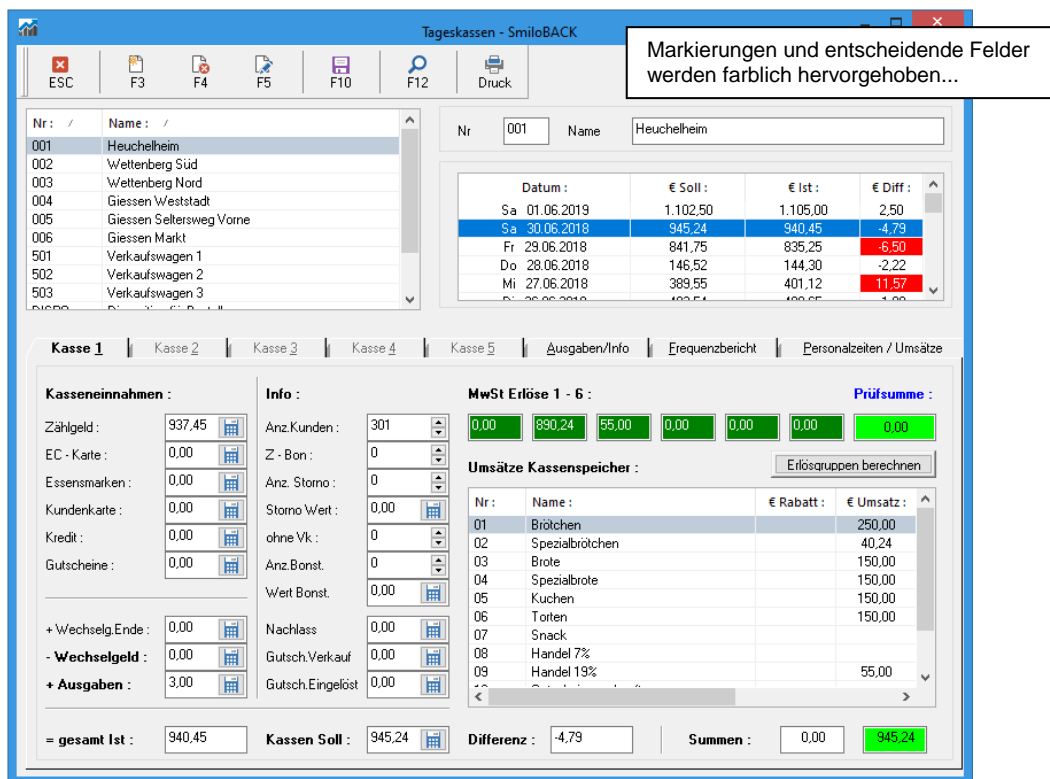 Tageskassen - SmiloBACK
Markierungen und entscheidende Felder
werden farblich hervorgehoben...
ESC F3 F4 F5 F10 F12 Druck
Nr : Name :
001 Heuchelheim
002 Wettenberg Süd
003 Wettenberg Nord
004 Giessen Weststadt
005 Giessen Seltersweg Vorne
006 Giessen Markt
501 Verkaufswagen 1
502 Verkaufswagen 2
503 Verkaufswagen 3
Nr 001 Name Heuchelheim
Datum : € Soll : € Ist : € Diff :
Sa 01.06.2019 1.102,50 1.105,00 2,50
Sa 30.06.2018 945,24 940,45 -4,79
Fr 29.06.2018 841,75 835,25 -6,50
Do 28.06.2018 146,52 144,30 -2,22
Mi 27.06.2018 389,55 401,12 11,57
Kasse 1 Kasse 2 Kasse 3 Kasse 4 Kasse 5 Ausgaben/Info Frequenzbericht Personalzeiten / Umsätze
Kasseneinnahmen :
Zählgeld : 937,45
EC - Karte : 0,00
Essensmarken : 0,00
Kundenkarte : 0,00
Kredit : 0,00
Gutscheine : 0,00
+ Wechselg.Ende : 0,00
- Wechselgeld : 0,00
+ Ausgaben : 3,00
= gesamt Ist : 940,45
Info :
Anz.Kunden : 301
Z - Bon : 0
Anz. Storno : 0
Storno Wert : 0,00
ohne Vk : 0
Anz.Bonst. 0
Wert Bonst. 0,00
Nachlass 0,00
Gutsch.Verkauf 0,00
Gutsch.Eingelöst 0,00
Kassen Soll : 945,24
MwSt Erlöse 1 - 6 : Prüfsumme :
0,00 890,24 55,00 0,00 0,00 0,00 0,00
Umsätze Kassenspeicher : Erlösgruppen berechnen
Nr : Name : € Rabatt : € Umsatz :
01 Brötchen 250,00
02 Spezialbrötchen 40,24
03 Brote 150,00
04 Spezialbrote 150,00
05 Kuchen 150,00
06 Torten 150,00
07 Snack
08 Handel 7%
09 Handel 19% 55,00
Differenz : -4,79 Summen : 0,00 945,24